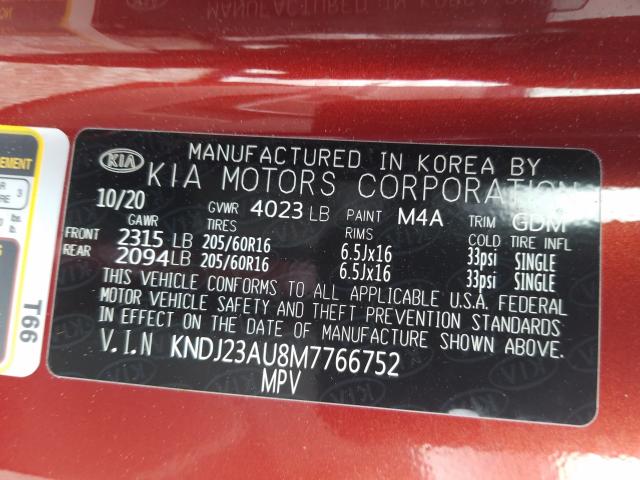 EMENT
3
T66
KIA MANUFACTURED IN KOREA BY
KIA MOTORS CORPORATION
10/20 GVWR 4023 LB PAINT M4A TRIM GDM
GAWR TIRES RIMS COLD TIRE INFL
FRONT 2315 LB 205/60R16 6.5Jx16 33psi SINGLE
REAR 2094 LB 205/60R16 6.5Jx16 33psi SINGLE
THIS VEHICLE CONFORMS TO ALL APPLICABLE U.S.A. FEDERAL
MOTOR VEHICLE SAFETY AND THEFT PREVENTION STANDARDS
IN EFFECT ON THE DATE OF MANUFACTURE SHOWN ABOVE.
V.I.N KNDJ23AU8M7766752
MPV